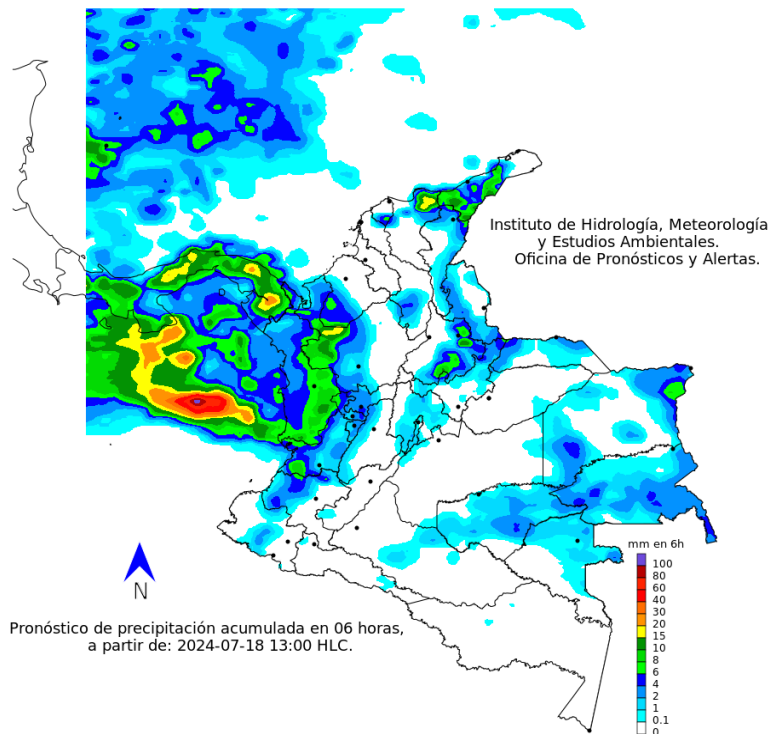 Instituto de Hidrología, Meteorología
y Estudios Ambientales.
Oficina de Pronósticos y Alertas.
mm en 6h
100
80
60
40
30
20
15
10
8
6
4
2
1
0.1
0
N
Pronóstico de precipitación acumulada en 06 horas,
a partir de: 2024-07-18 13:00 HLC.